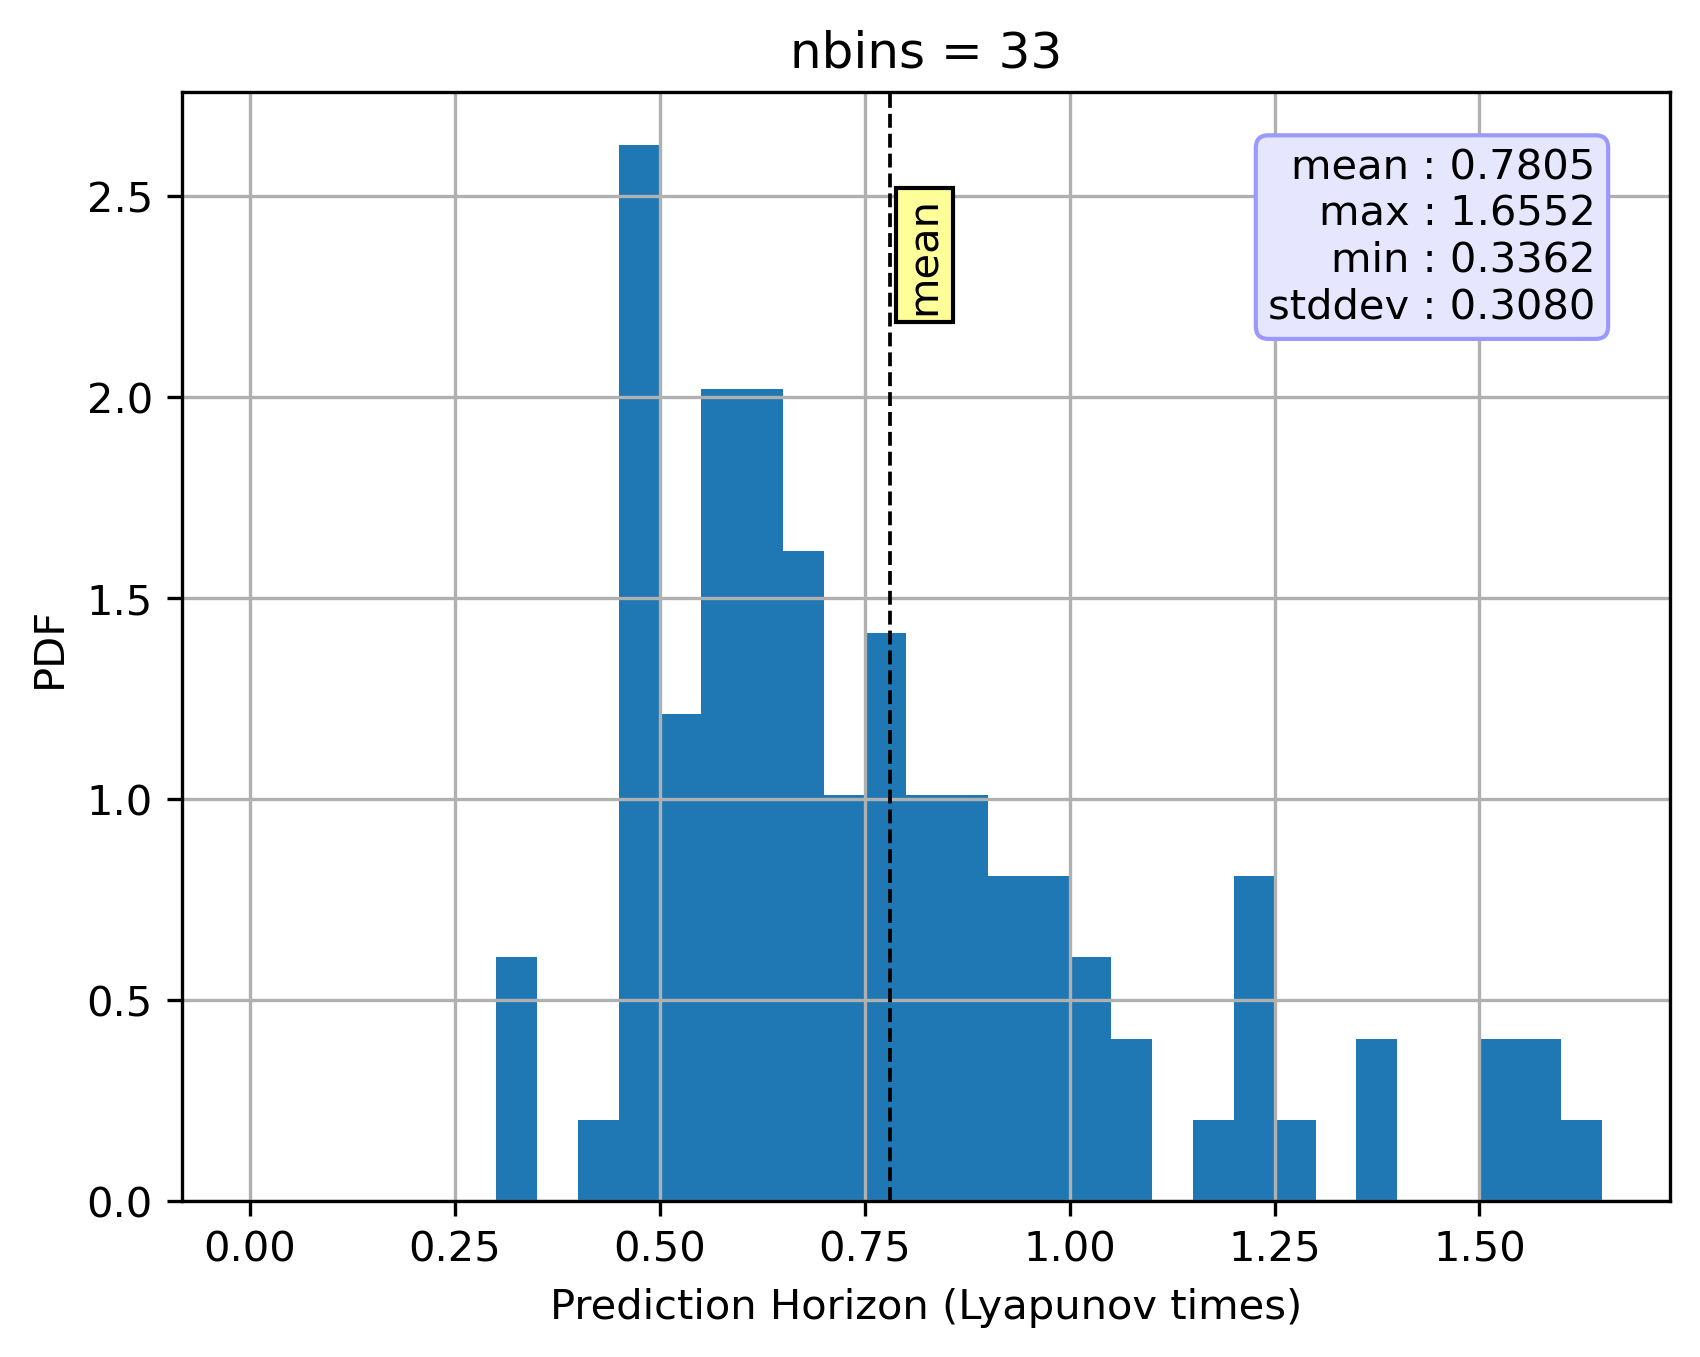 nbins = 33
mean : 0.7805
max : 1.6552
min : 0.3362
stddev : 0.3080
mean
2.5
2.0
1.5
1.0
0.5
0.0
PDF
0.00 0.25 0.50 0.75 1.00 1.25 1.50
Prediction Horizon (Lyapunov times)